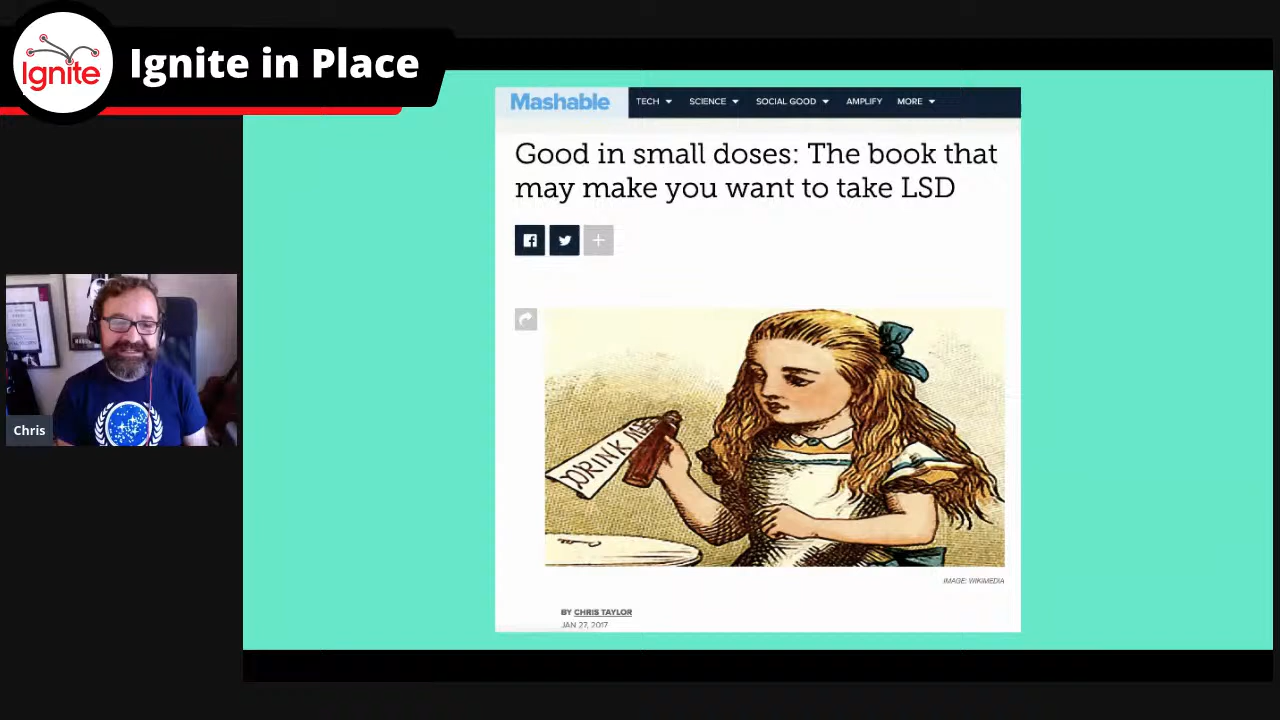 Ignite
Ignite in Place
Mashable
TECH SCIENCE SOCIAL GOOD AMPLIFY MORE
Good in small doses: The book that
may make you want to take LSD
DRINK ME
IMAGE: WIKIMEDIA
BY CHRIS TAYLOR
JAN 27, 2017
Chris